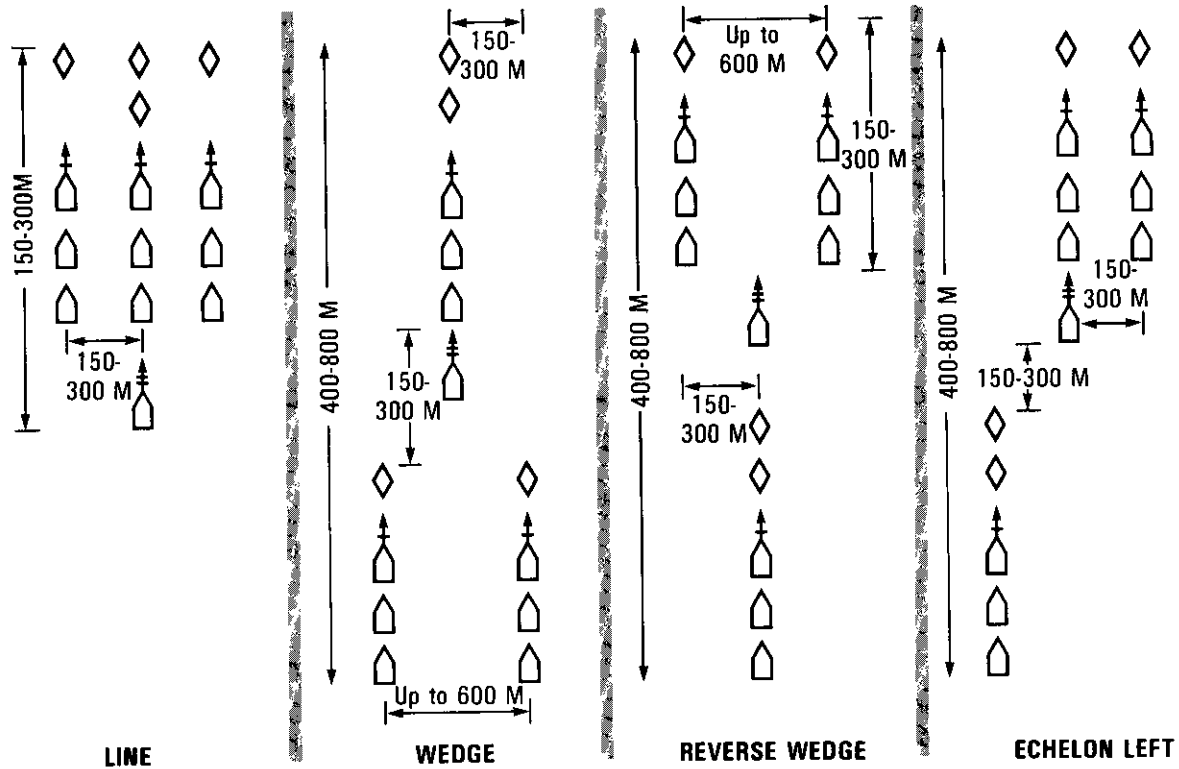 150-300M
150-
300 M
LINE
400-800 M
150-
300 M
150-
300 M
Up to 600 M
WEDGE
400-800 M
Up to
600 M
150-
300 M
150-
300 M
REVERSE WEDGE
400-800 M
150-
300 M
150-300 M
ECHELON LEFT